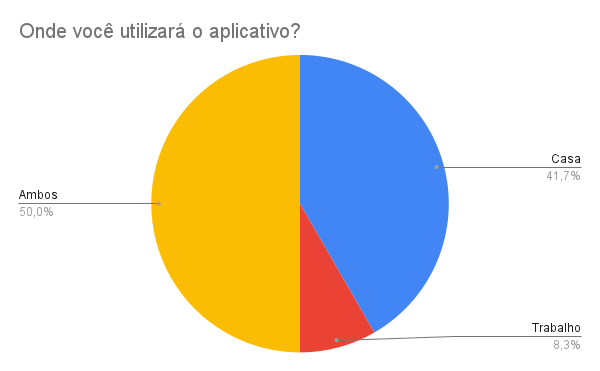 Onde você utilizará o aplicativo?
Casa
41,7%
Ambos
50,0%
Trabalho
8,3%